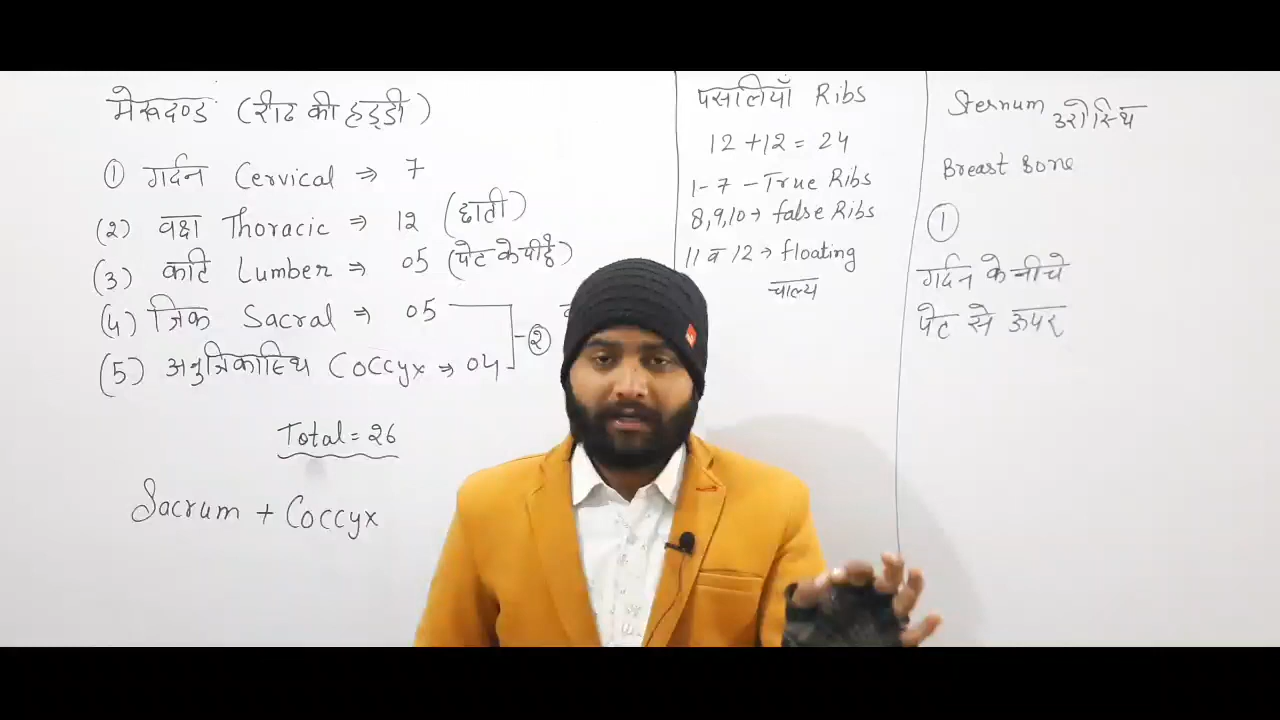 मेरूदण्ड (रीढ की हड्डी)
① गर्दन Cervical ⇒ 7
(2) वक्ष Thoracic ⇒ 12 (छाती)
(3) कटि Lumber ⇒ 05 (पेट के पीछे)
(4) त्रिक Sacral ⇒ 05
(5) अनुत्रिकास्थि Coccyx ⇒ 04
②
Total = 26
Sacrum + Coccyx
पसलियाँ Ribs
12 + 12 = 24
1-7 - True Ribs
8,9,10 → false Ribs
11 व 12 → floating
Sternum उरोस्थि
Breast Bone
①
गर्दन के नीचे
पेट से ऊपर